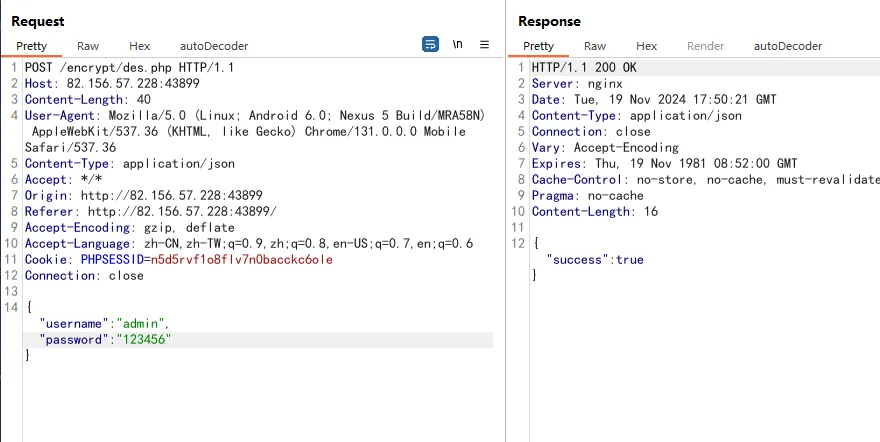 Request
Pretty Raw Hex autoDecoder \n
1 POST /encrypt/des.php HTTP/1.1
2 Host: 82.156.57.228:43899
3 Content-Length: 40
4 User-Agent: Mozilla/5.0 (Linux; Android 6.0; Nexus 5 Build/MRA58N)
AppleWebKit/537.36 (KHTML, like Gecko) Chrome/131.0.0.0 Mobile
Safari/537.36
5 Content-Type: application/json
6 Accept: */*
7 Origin: http://82.156.57.228:43899
8 Referer: http://82.156.57.228:43899/
9 Accept-Encoding: gzip, deflate
10 Accept-Language: zh-CN,zh-TW;q=0.9,zh;q=0.8,en-US;q=0.7,en;q=0.6
11 Cookie: PHPSESSID=n5d5rvf1o8flv7n0bacckc6ole
12 Connection: close
13
14 {
"username":"admin",
"password":"123456"
}
Response
Pretty Raw Hex Render autoDecoder
1 HTTP/1.1 200 OK
2 Server: nginx
3 Date: Tue, 19 Nov 2024 17:50:21 GMT
4 Content-Type: application/json
5 Connection: close
6 Vary: Accept-Encoding
7 Expires: Thu, 19 Nov 1981 08:52:00 GMT
8 Cache-Control: no-store, no-cache, must-revalidate
9 Pragma: no-cache
10 Content-Length: 16
11
12 {
"success":true
}